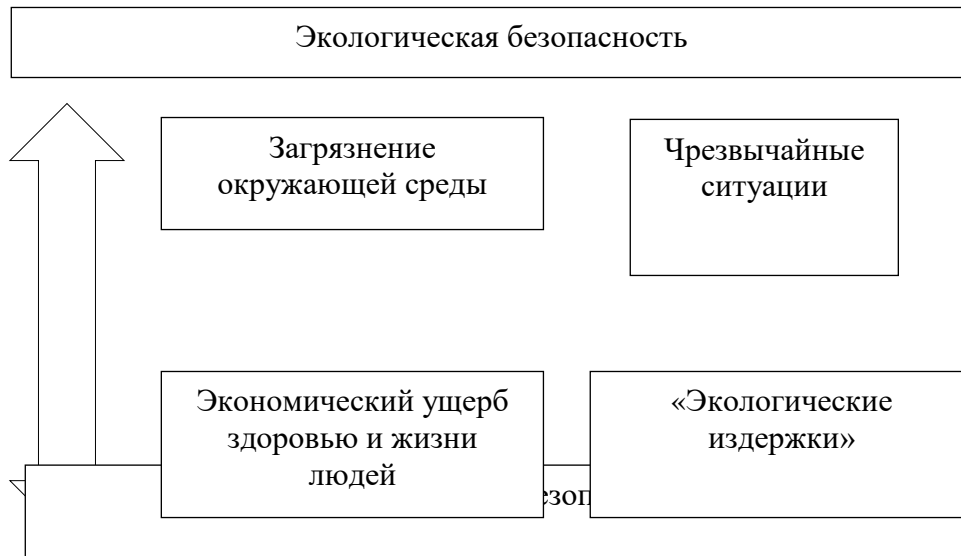 Экологическая безопасность
Загрязнение
окружающей среды
Чрезвычайные
ситуации
Экономический ущерб
здоровью и жизни
людей
«Экологические
издержки»